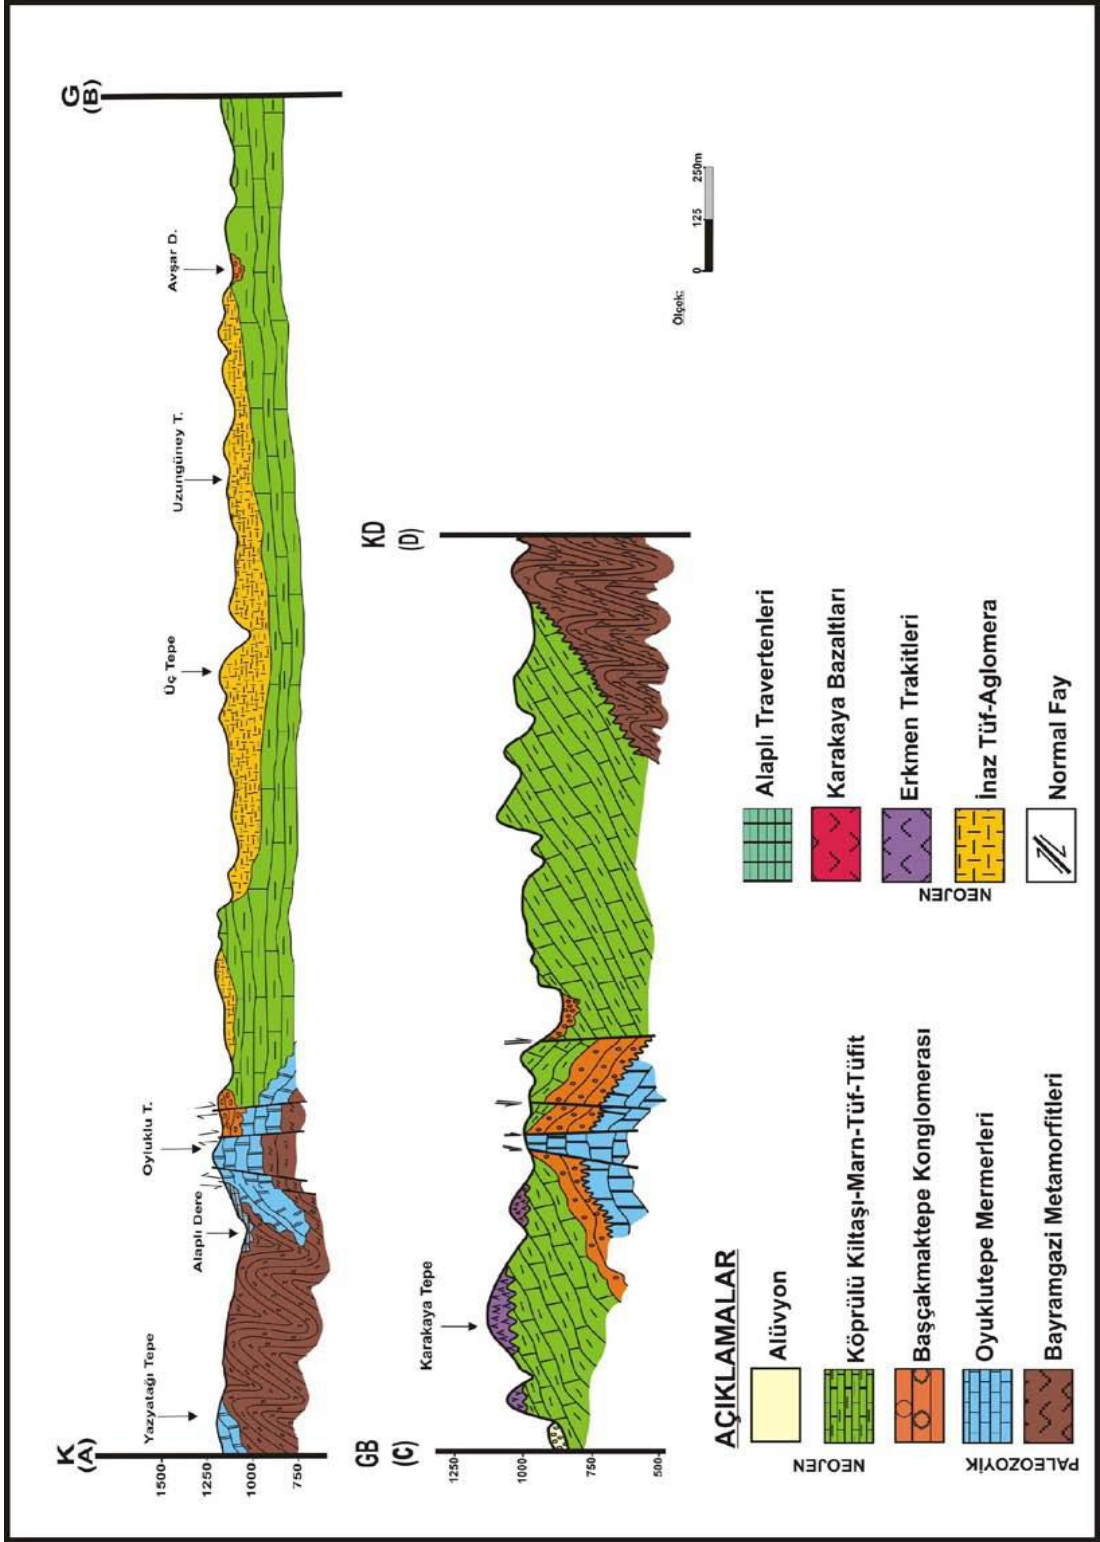 K
(A)
G
(B)
1500
1250
1000
750
Yazyatağı Tepe
Alaplı Dere
Oyluklu T.
Üç Tepe
Uzungüney T.
Avşar D.
GB
(C)
KD
(D)
1250
1000
750
500
Karakaya Tepe
Ölçek:
0
125
250m
AÇIKLAMALAR
Alüvyon
Köprülü Kiltaşı-Marn-Tüf-Tüfit
Başçakmaktepe Konglomerası
Oyuklutepe Mermerleri
Bayramgazi Metamorfitleri
NEOJEN
PALEOZOYİK
Alaplı Travertenleri
Karakaya Bazaltları
Erkmen Trakitleri
İnaz Tüf-Aglomera
Normal Fay
NEOJEN